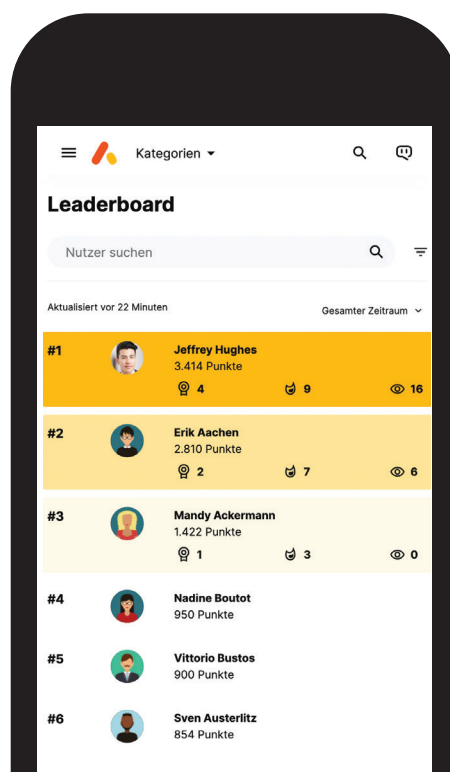 Kategorien
Leaderboard
Nutzer suchen
Aktualisiert vor 22 Minuten
Gesamter Zeitraum
#1
Jeffrey Hughes
3.414 Punkte
4 9 16
#2
Erik Aachen
2.810 Punkte
2 7 6
#3
Mandy Ackermann
1.422 Punkte
1 3 0
#4
Nadine Boutot
950 Punkte
#5
Vittorio Bustos
900 Punkte
#6
Sven Austerlitz
854 Punkte